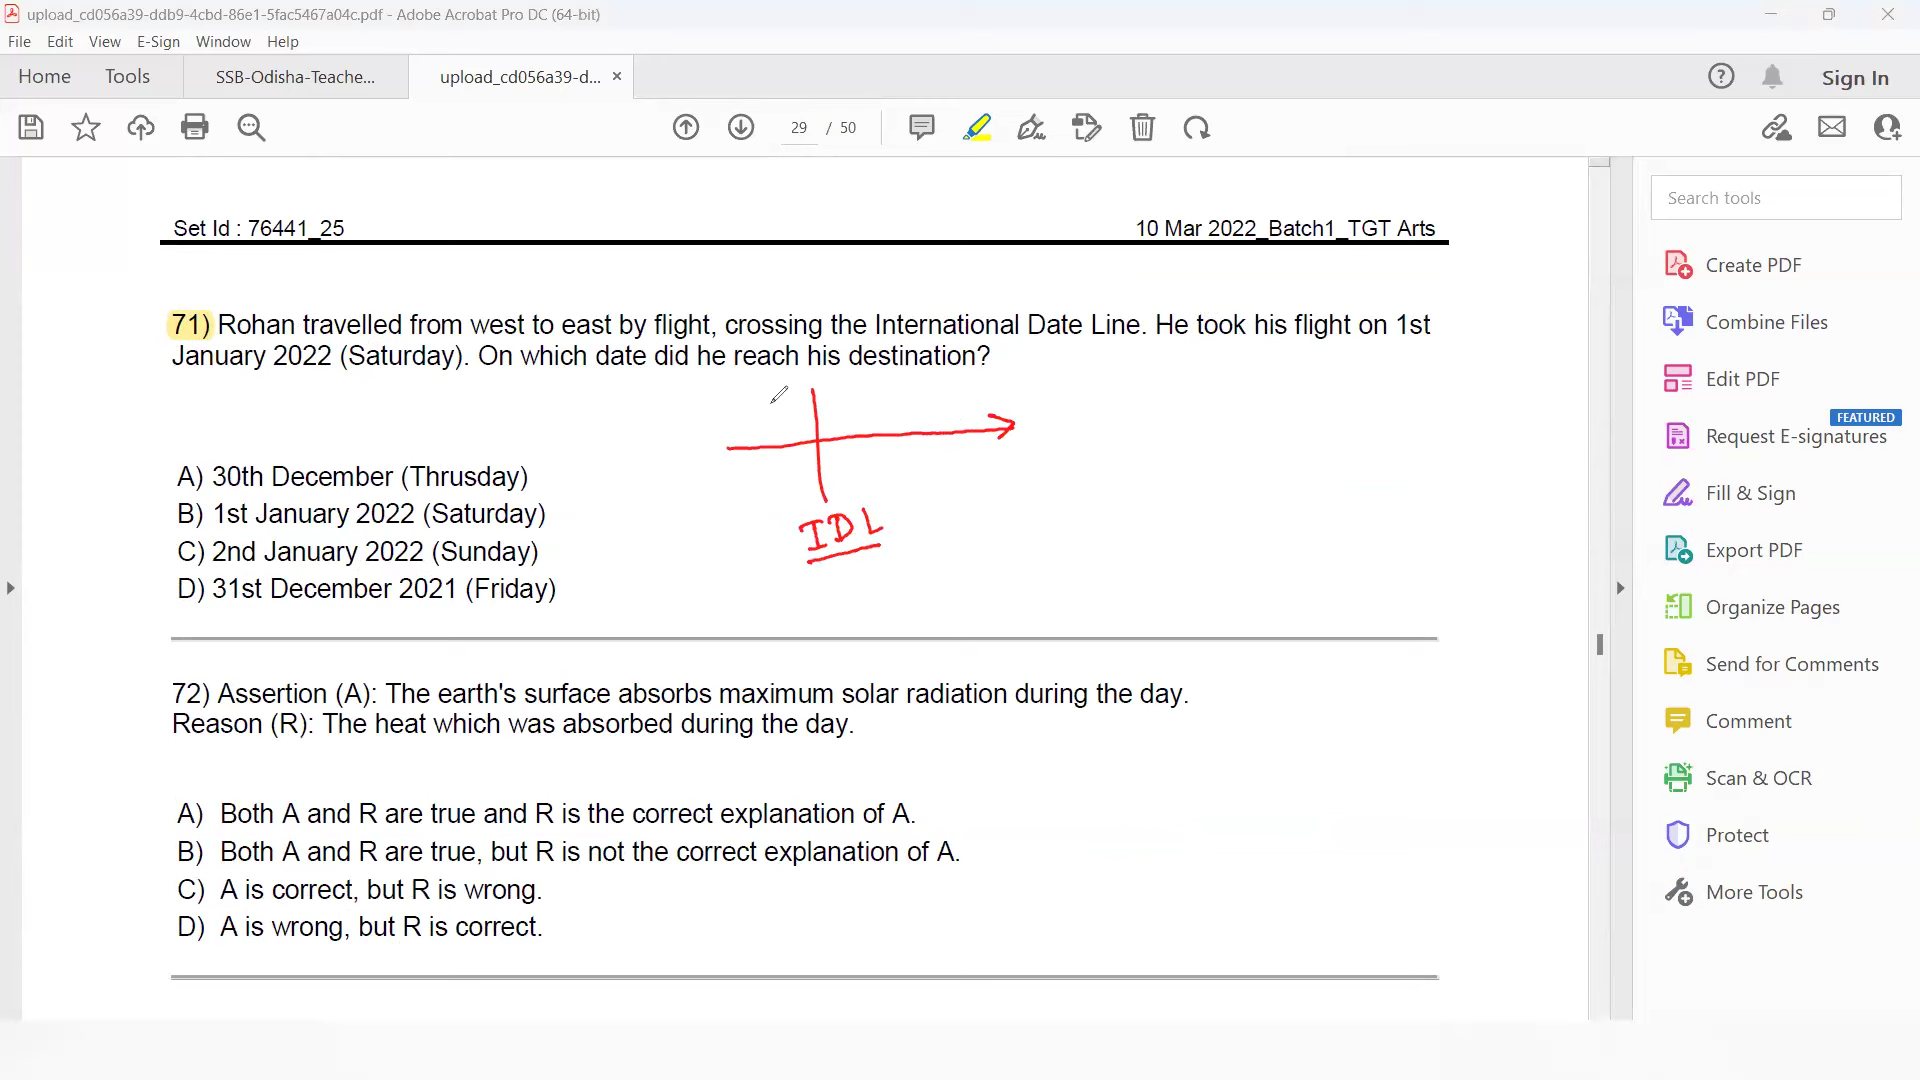 upload_cd056a39-ddb9-4cbd-86e1-5fac5467a04c.pdf - Adobe Acrobat Pro DC (64-bit)
File Edit View E-Sign Window Help
Home Tools SSB-Odisha-Teache... upload_cd056a39-d... × ? Sign In
29 / 50
Search tools
Set Id : 76441_25 10 Mar 2022_Batch1_TGT Arts
Create PDF
71) Rohan travelled from west to east by flight, crossing the International Date Line. He took his flight on 1st
January 2022 (Saturday). On which date did he reach his destination?
Combine Files
Edit PDF
FEATURED
Request E-signatures
A) 30th December (Thrusday)
B) 1st January 2022 (Saturday)
C) 2nd January 2022 (Sunday)
D) 31st December 2021 (Friday)
IDL
Fill & Sign
Export PDF
Organize Pages
Send for Comments
72) Assertion (A): The earth's surface absorbs maximum solar radiation during the day.
Reason (R): The heat which was absorbed during the day.
Comment
Scan & OCR
A) Both A and R are true and R is the correct explanation of A.
B) Both A and R are true, but R is not the correct explanation of A.
C) A is correct, but R is wrong.
D) A is wrong, but R is correct.
Protect
More Tools